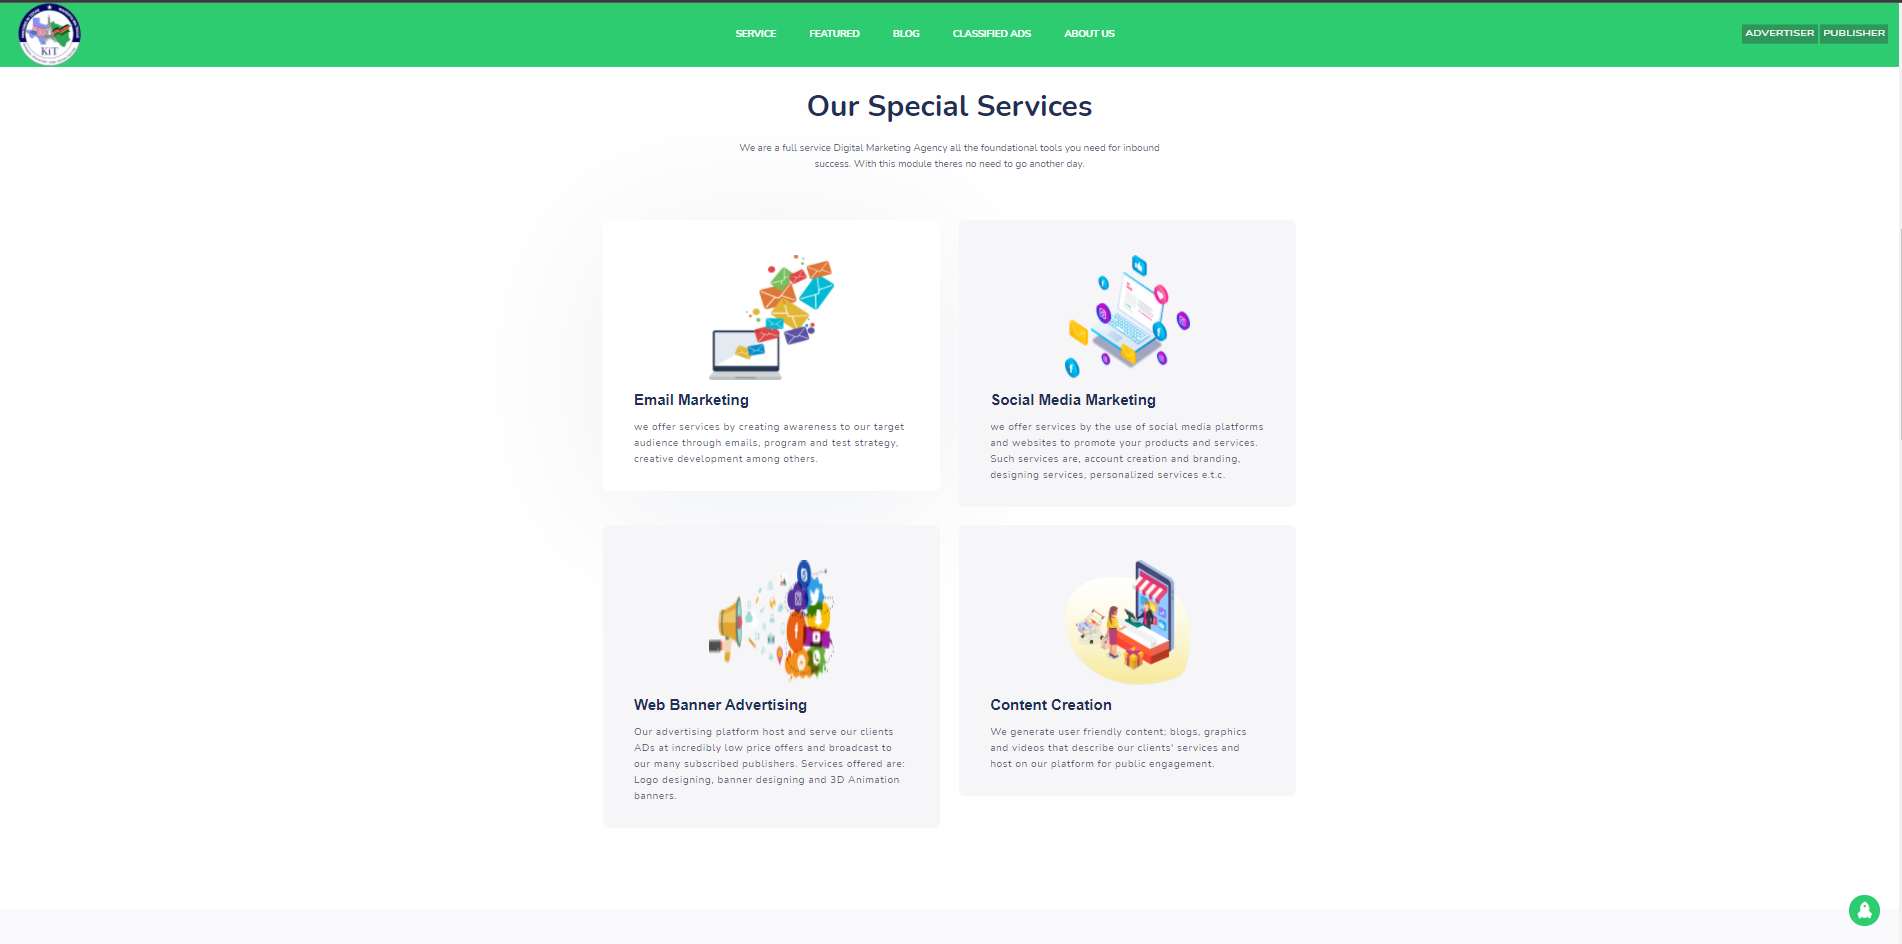 KiT
SERVICE
FEATURED
BLOG
CLASSIFIED ADS
ABOUT US
ADVERTISER
PUBLISHER
Our Special Services
We are a full service Digital Marketing Agency all the foundational tools you need for inbound
success. With this module theres no need to go another day.
Email Marketing
we offer services by creating awareness to our target
audience through emails, program and test strategy,
creative development among others.
Social Media Marketing
we offer services by the use of social media platforms
and websites to promote your products and services.
Such services are, account creation and branding,
designing services, personalized services e.t.c.
Web Banner Advertising
Our advertising platform host and serve our clients
ADs at incredibly low price offers and broadcast to
our many subscribed publishers. Services offered are:
Logo designing, banner designing and 3D Animation
banners.
Content Creation
We generate user friendly content; blogs, graphics
and videos that describe our clients' services and
host on our platform for public engagement.